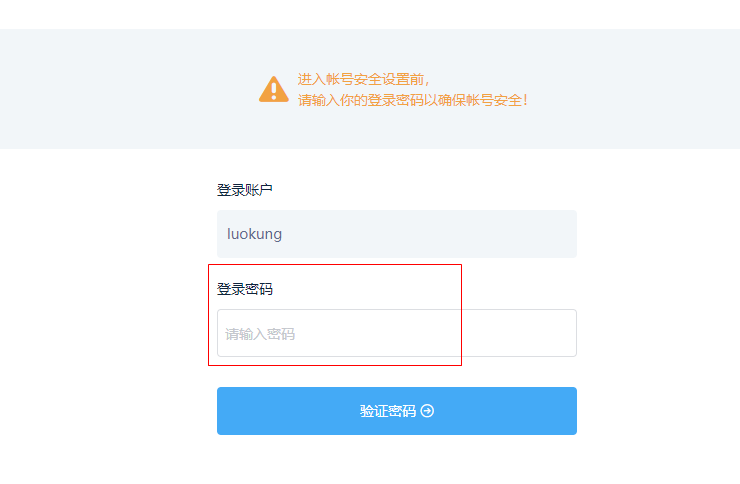 进入帐号安全设置前，
请输入你的登录密码以确保帐号安全！
登录账户
luokung
登录密码
请输入密码
验证密码